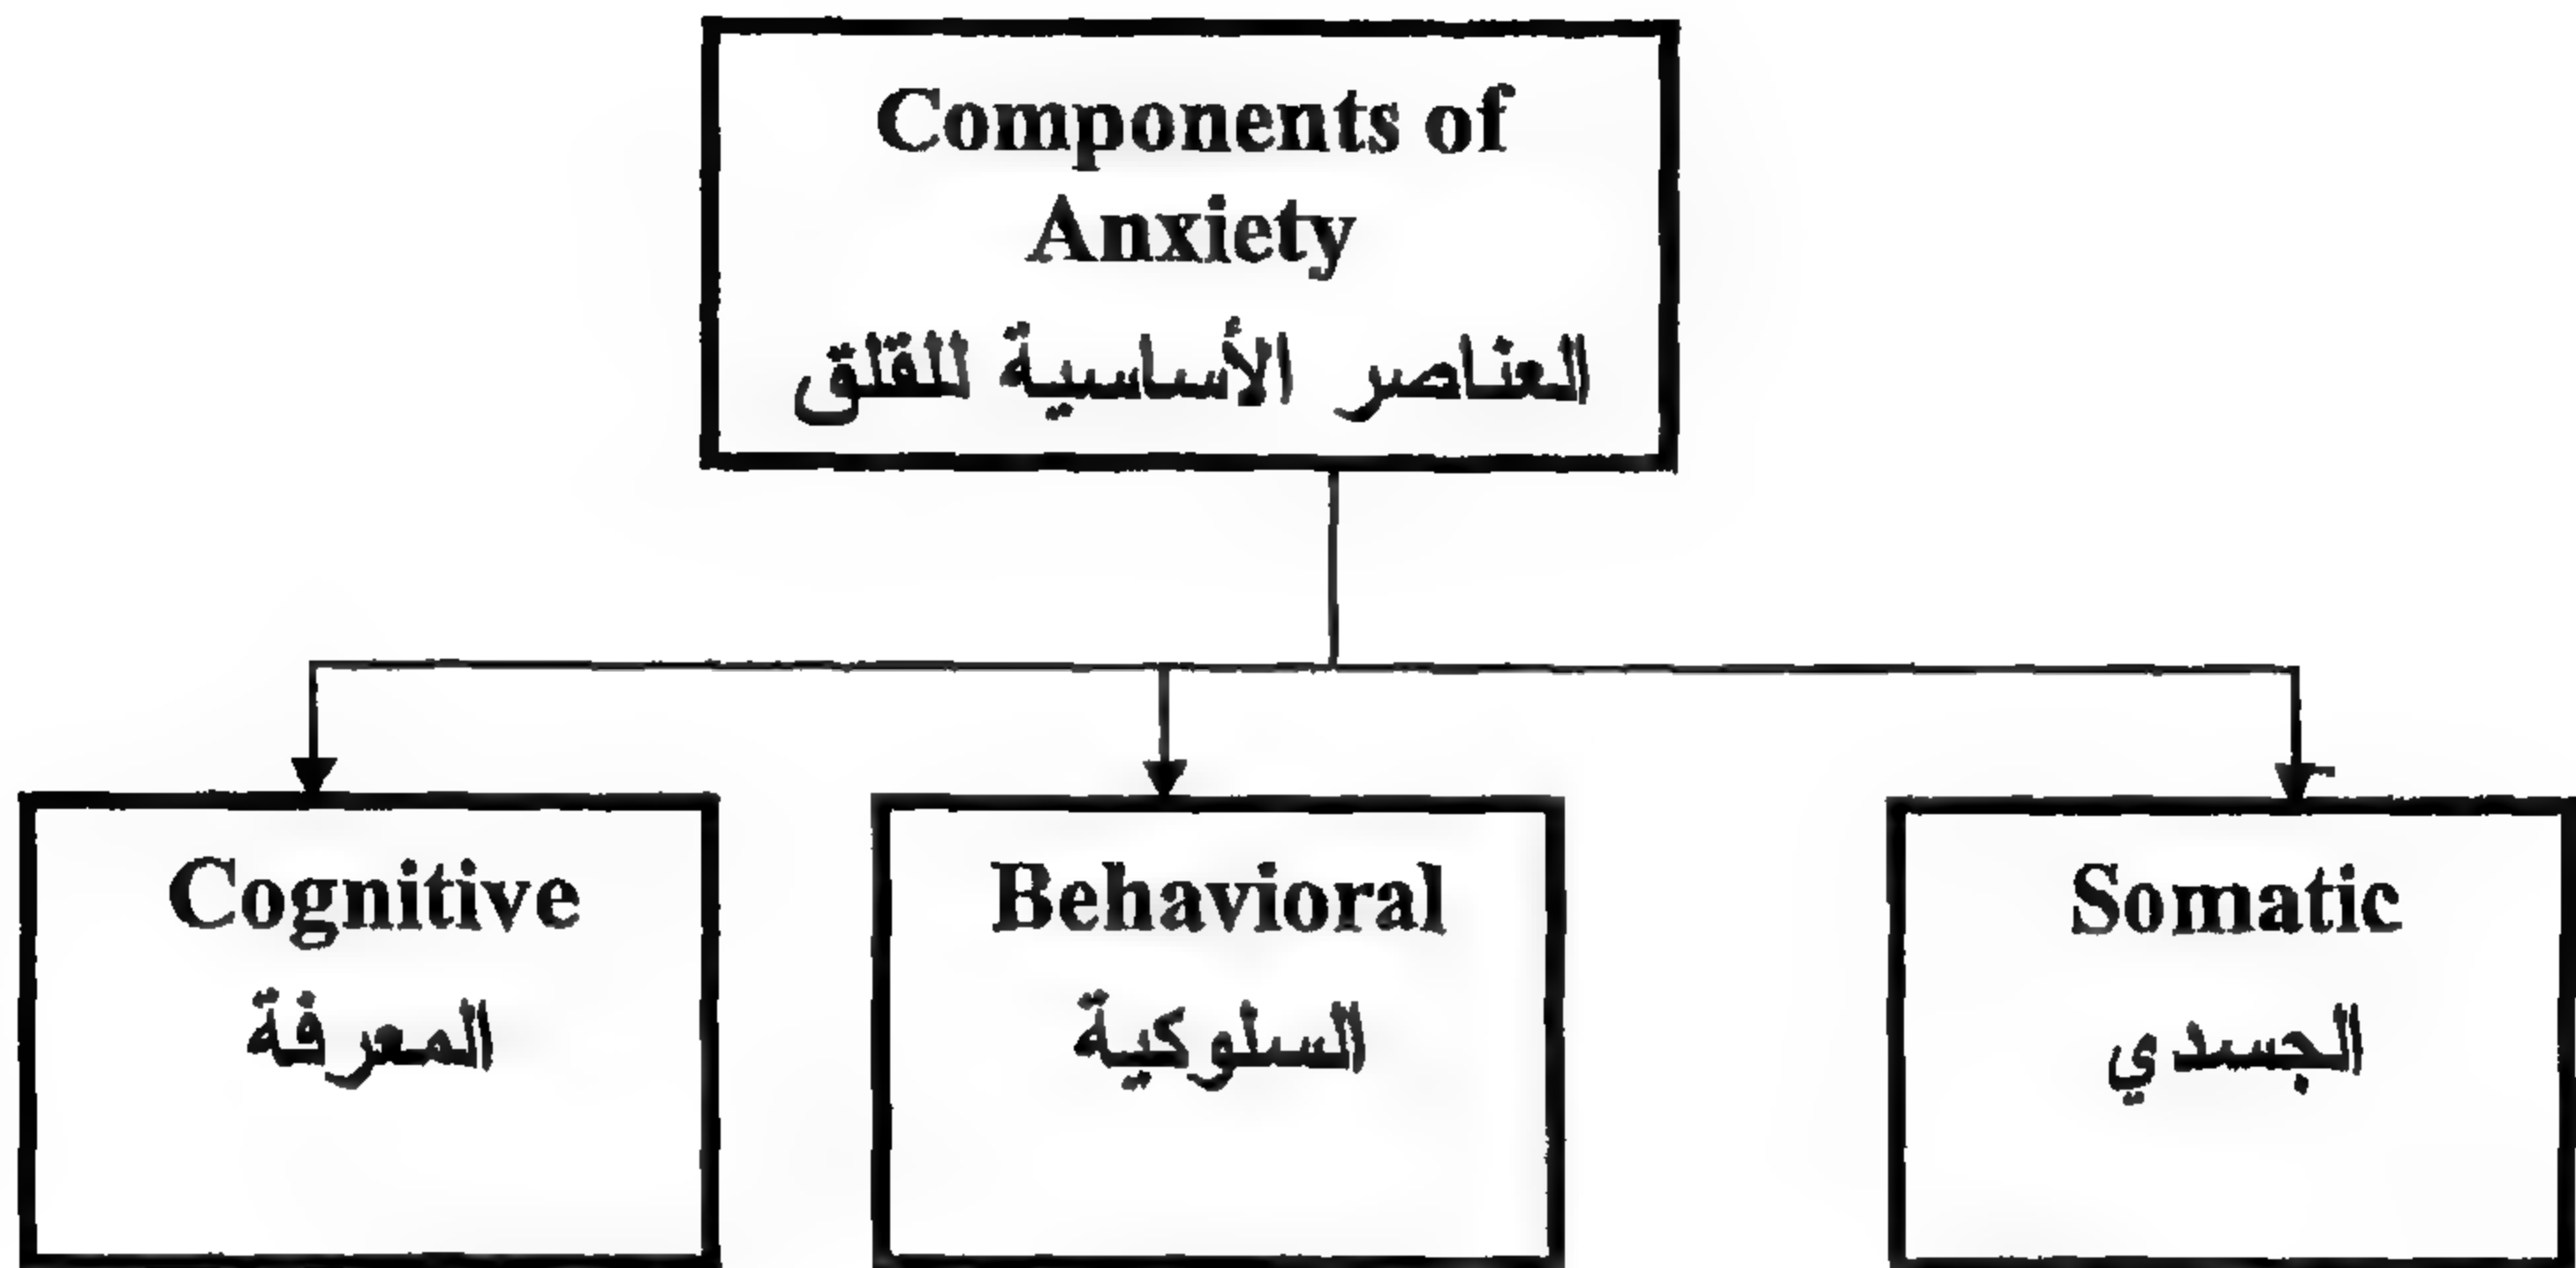 Components of
Anxiety
العناصر الأساسية للقلق
Cognitive
المعرفة
Behavioral
السلوكية
Somatic
الجسدي